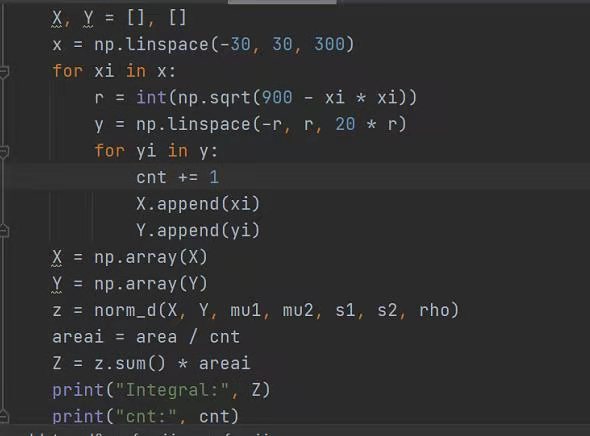 X, Y = [], []
x = np.linspace(-30, 30, 300)
for xi in x:
    r = int(np.sqrt(900 - xi * xi))
    y = np.linspace(-r, r, 20 * r)
    for yi in y:
        cnt += 1
        X.append(xi)
        Y.append(yi)
X = np.array(X)
Y = np.array(Y)
z = norm_d(X, Y, mu1, mu2, s1, s2, rho)
areai = area / cnt
Z = z.sum() * areai
print("Integral:", Z)
print("cnt:", cnt)